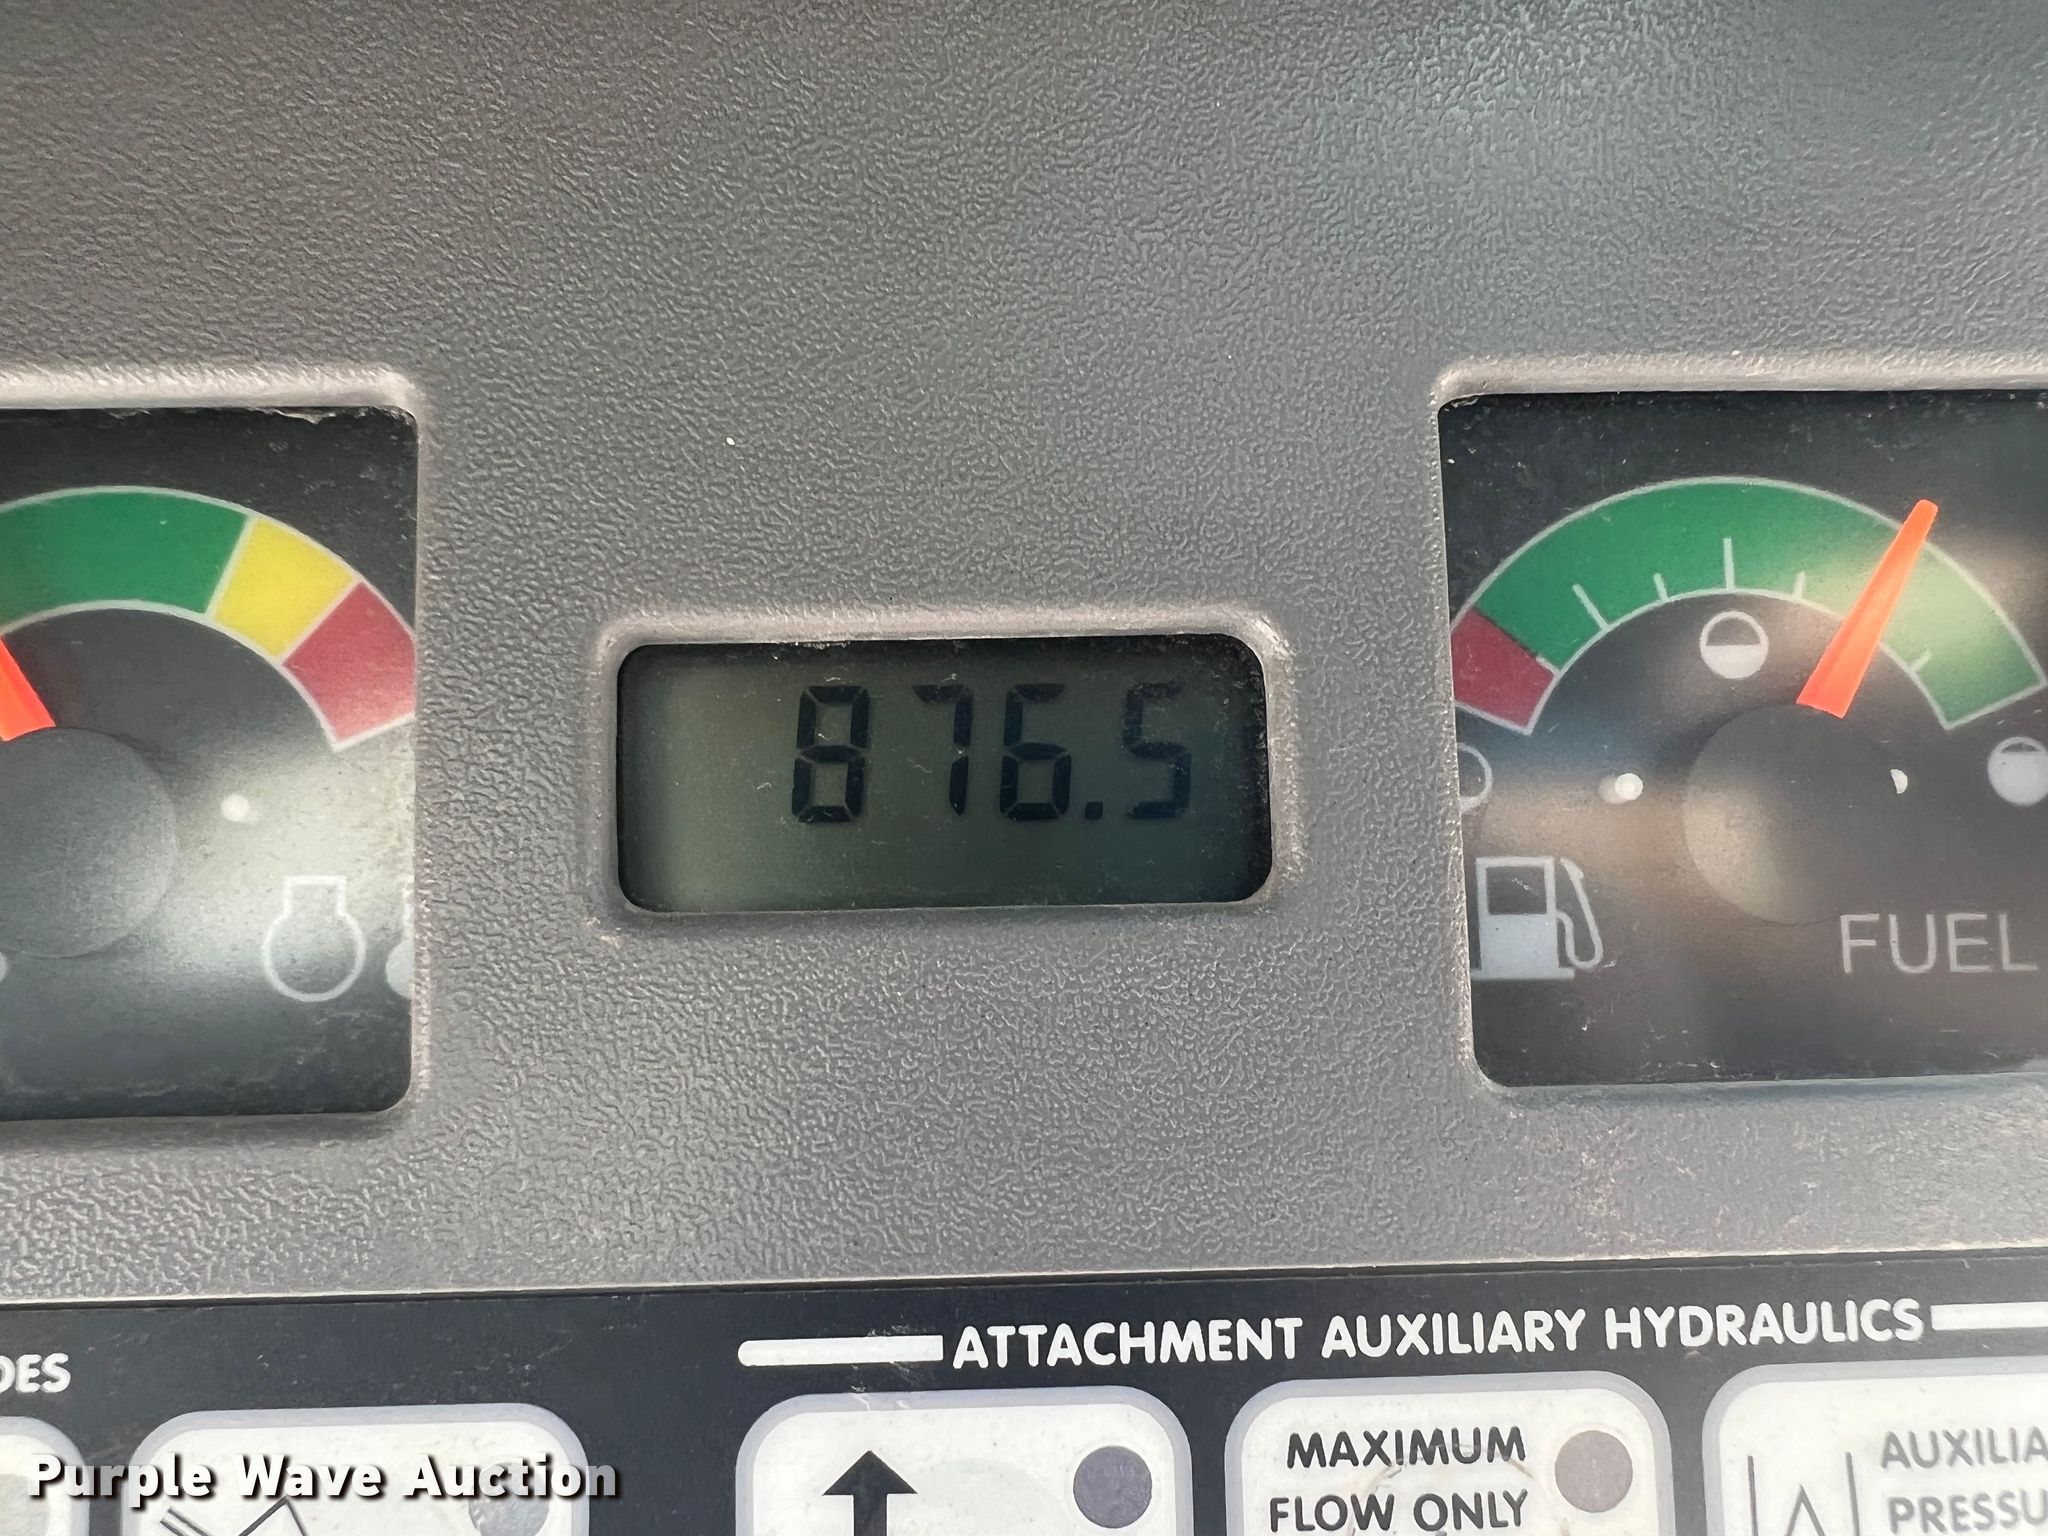 876.5
FUEL
DES
ATTACHMENT AUXILIARY HYDRAULICS
MAXIMUM
FLOW ONLY
AUXILIA
PRESSU
Purple Wave Auction